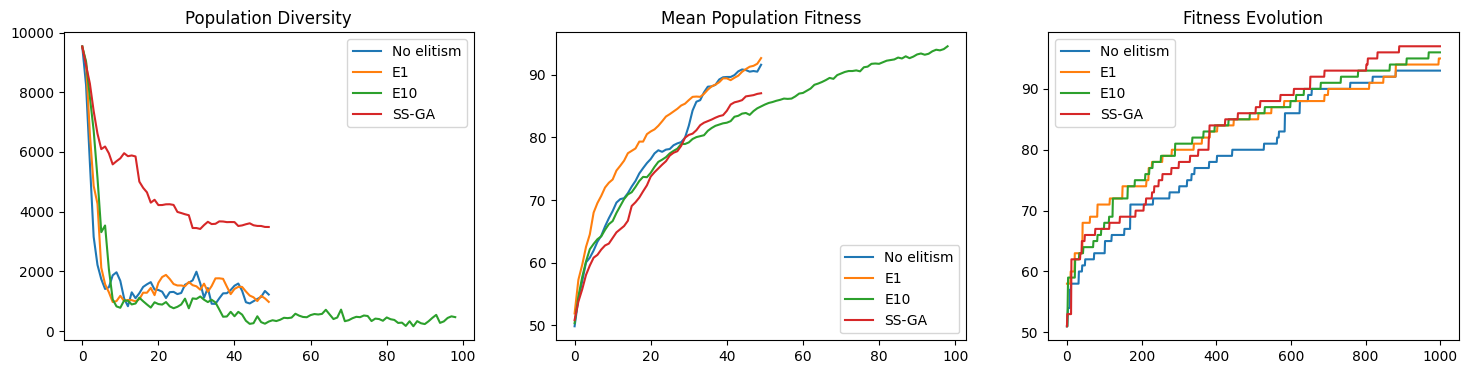 Population Diversity
10000
8000
6000
4000
2000
0
0 20 40 60 80 100
No elitism
E1
E10
SS-GA
Mean Population Fitness
90
80
70
60
50
0 20 40 60 80 100
No elitism
E1
E10
SS-GA
Fitness Evolution
90
80
70
60
50
0 200 400 600 800 1000
No elitism
E1
E10
SS-GA